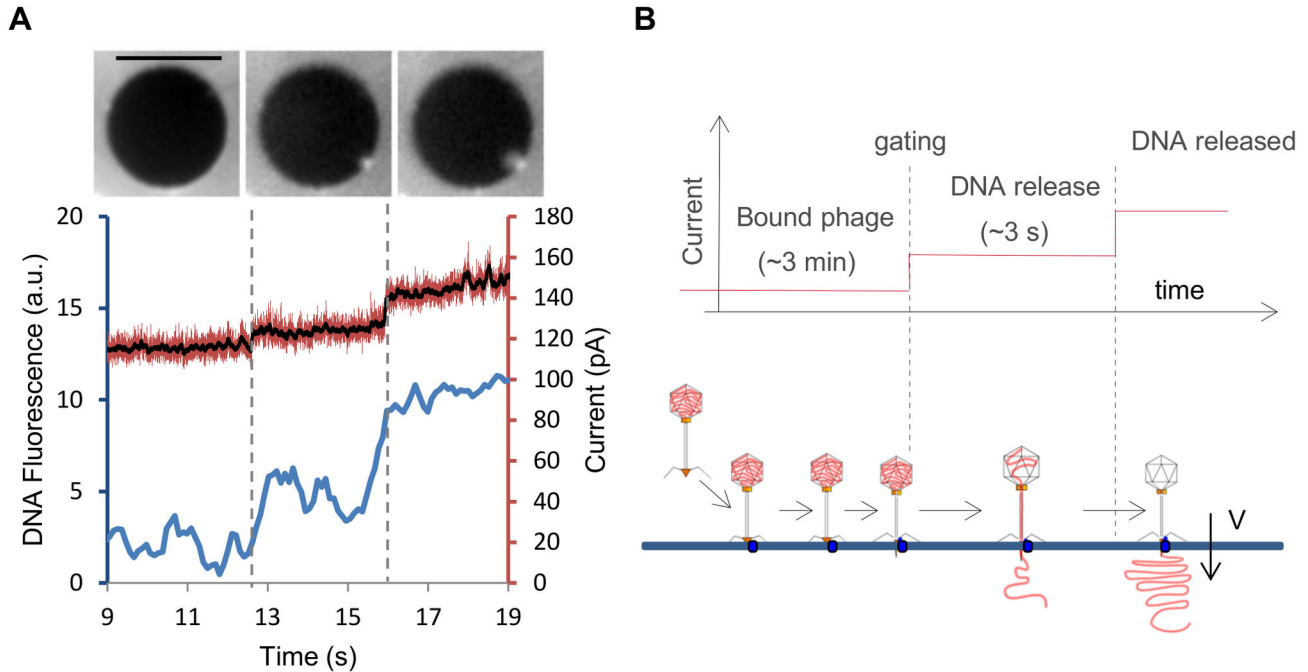 A
20
15
10
5
0
DNA Fluorescence (a.u.)
180
160
140
120
100
80
60
40
20
0
Current (pA)
9
11
13
15
17
19
Time (s)
B
gating
DNA released
DNA release
(~3 s)
Bound phage
(~3 min)
Current
time
V